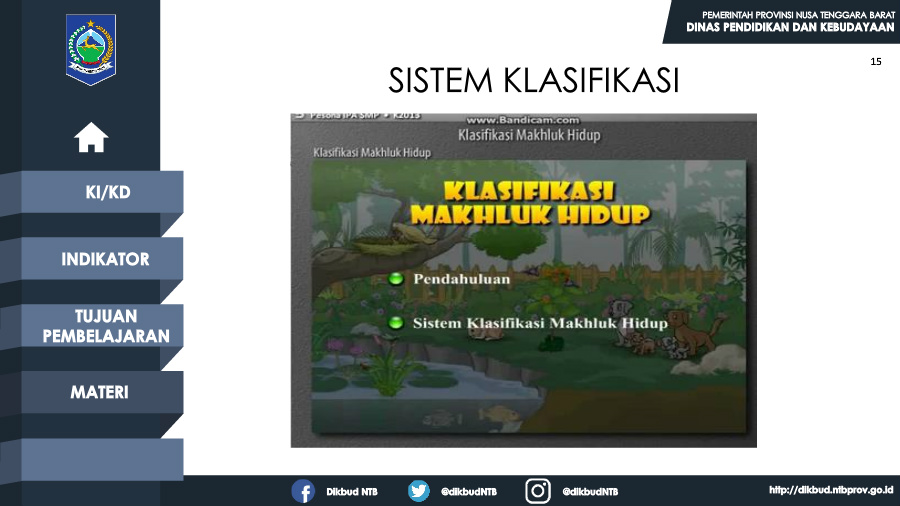 PEMERINTAH PROVINSI NUSA TENGGARA BARAT
DINAS PENDIDIKAN DAN KEBUDAYAAN
15
SISTEM KLASIFIKASI
Pesona IPA SMP • K2013
www.Bandicam.com
Klasifikasi Makhluk Hidup
Klasifikasi Makhluk Hidup
KLASIFIKASI
MAKHLUK HIDUP
Pendahuluan
Sistem Klasifikasi Makhluk Hidup
KI/KD
INDIKATOR
TUJUAN
PEMBELAJARAN
MATERI
Dikbud NTB
@dikbudNTB
@dikbudNTB
http://dikbud.ntbprov.go.id